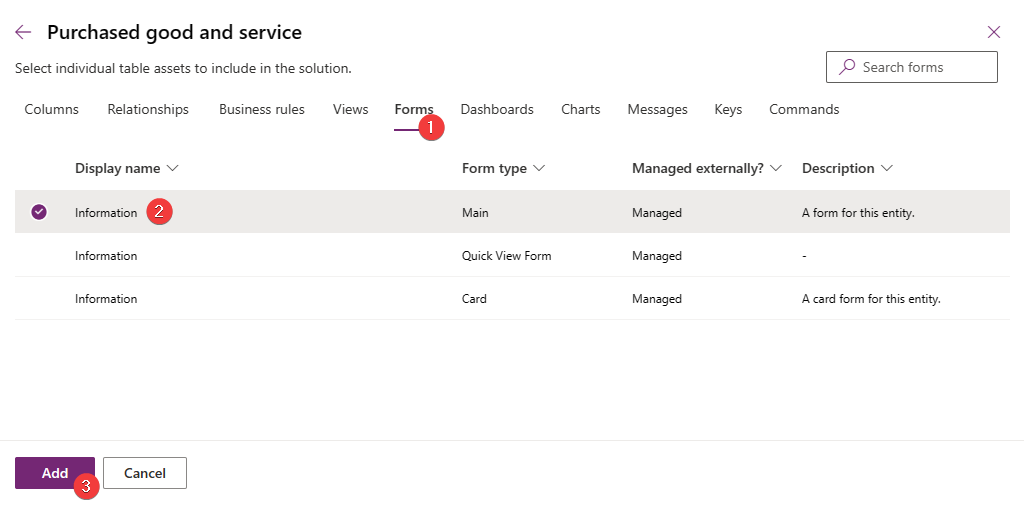 Purchased good and service
Select individual table assets to include in the solution.
Search forms
Columns Relationships Business rules Views Forms Dashboards Charts Messages Keys Commands
1
Display name Form type Managed externally? Description
Information 2 Main Managed A form for this entity.
Information Quick View Form Managed -
Information Card Managed A card form for this entity.
Add Cancel
3